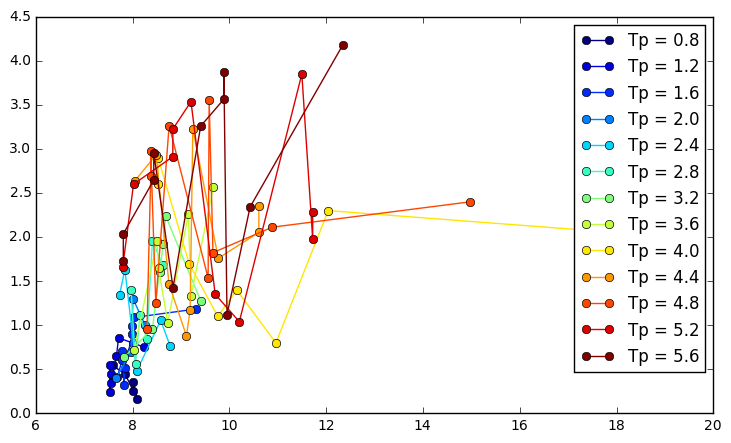 4.5
4.0
3.5
3.0
2.5
2.0
1.5
1.0
0.5
0.0
6
8
10
12
14
16
18
20
Tp = 0.8
Tp = 1.2
Tp = 1.6
Tp = 2.0
Tp = 2.4
Tp = 2.8
Tp = 3.2
Tp = 3.6
Tp = 4.0
Tp = 4.4
Tp = 4.8
Tp = 5.2
Tp = 5.6